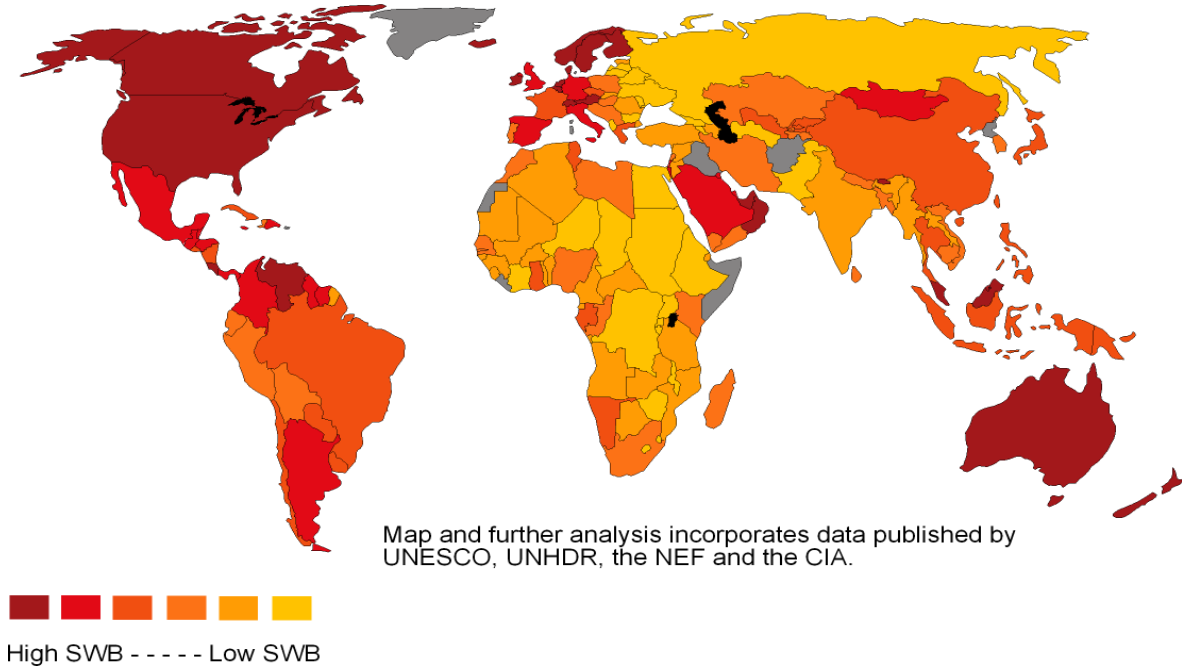 Map and further analysis incorporates data published by
UNESCO, UNHDR, the NEF and the CIA.
High SWB - - - - - Low SWB